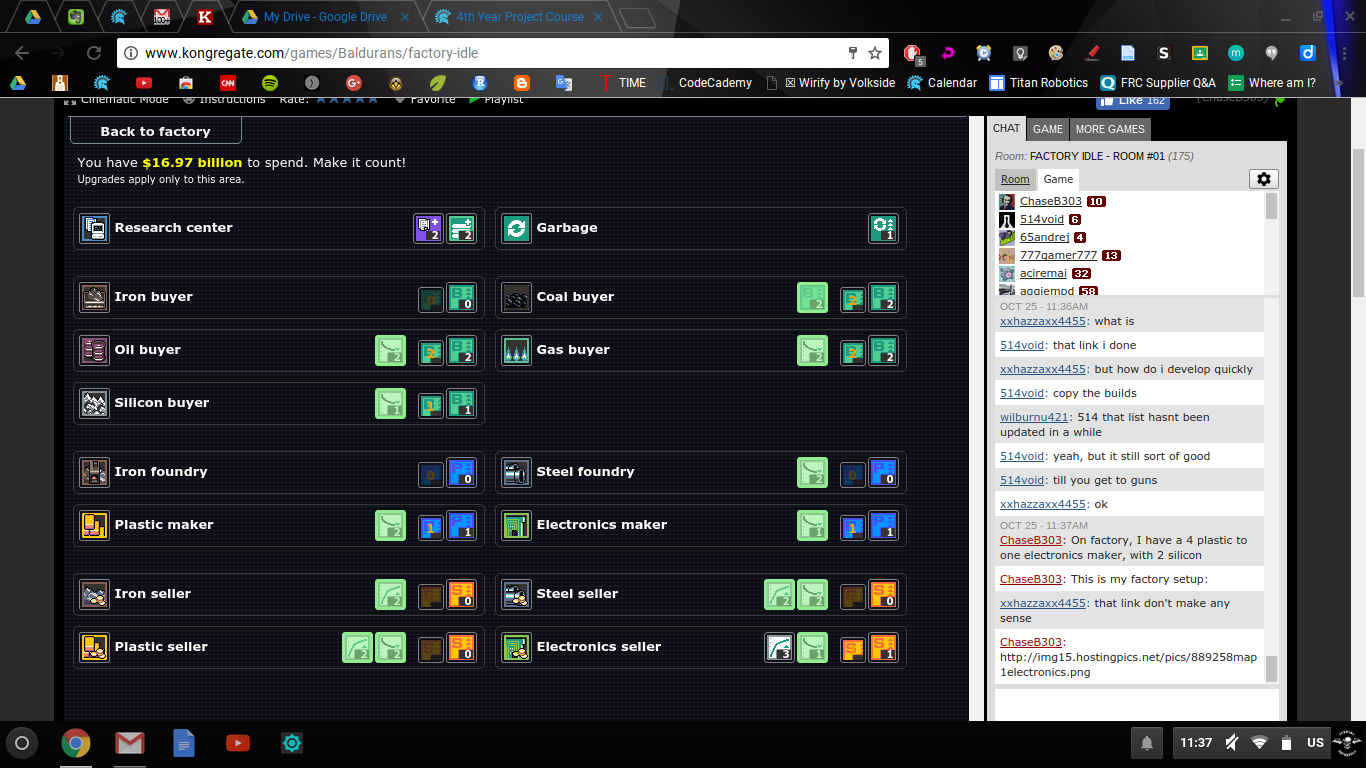 100+
K
My Drive - Google Drive
4th Year Project Course
www.kongregate.com/games/Baldurans/factory-idle
5
S
m
d
CNN
T TIME
CodeCademy
Wirify by Volkside
Calendar
Titan Robotics
FRC Supplier Q&A
Where am I?
Cinematic Mode
Instructions
Rate:
Favorite
Playlist
Like 162
(ChaseB303)
Back to factory
You have $16.97 billion to spend. Make it count!
Upgrades apply only to this area.
Research center 2 2
Garbage 1
Iron buyer 0 B 0
Coal buyer B 2 2 B 2
Oil buyer 2 2 B 2
Gas buyer 2 2 B 2
Silicon buyer 1 1 B 1
Iron foundry 0 P 0
Steel foundry 2 0 P 0
Plastic maker 2 1 P 1
Electronics maker 1 1 P 1
Iron seller 2 S 0
Steel seller 2 2 S 0
Plastic seller 2 2 S 0
Electronics seller 3 1 S 1
CHAT
GAME
MORE GAMES
Room: FACTORY IDLE - ROOM #01 (175)
Room
Game
ChaseB303 10
514void 6
65andrei 4
777gamer777 13
aciremai 32
aggiempd 58
OCT 25 - 11:36AM
xxhazzaxx4455: what is
514void: that link i done
xxhazzaxx4455: but how do i develop quickly
514void: copy the builds
wilburnu421: 514 that list hasnt been
updated in a while
514void: yeah, but it still sort of good
514void: till you get to guns
xxhazzaxx4455: ok
OCT 25 - 11:37AM
ChaseB303: On factory, I have a 4 plastic to
one electronics maker, with 2 silicon
ChaseB303: This is my factory setup:
xxhazzaxx4455: that link don't make any
sense
ChaseB303:
http://img15.hostingpics.net/pics/889258map
1electronics.png
11:37
US